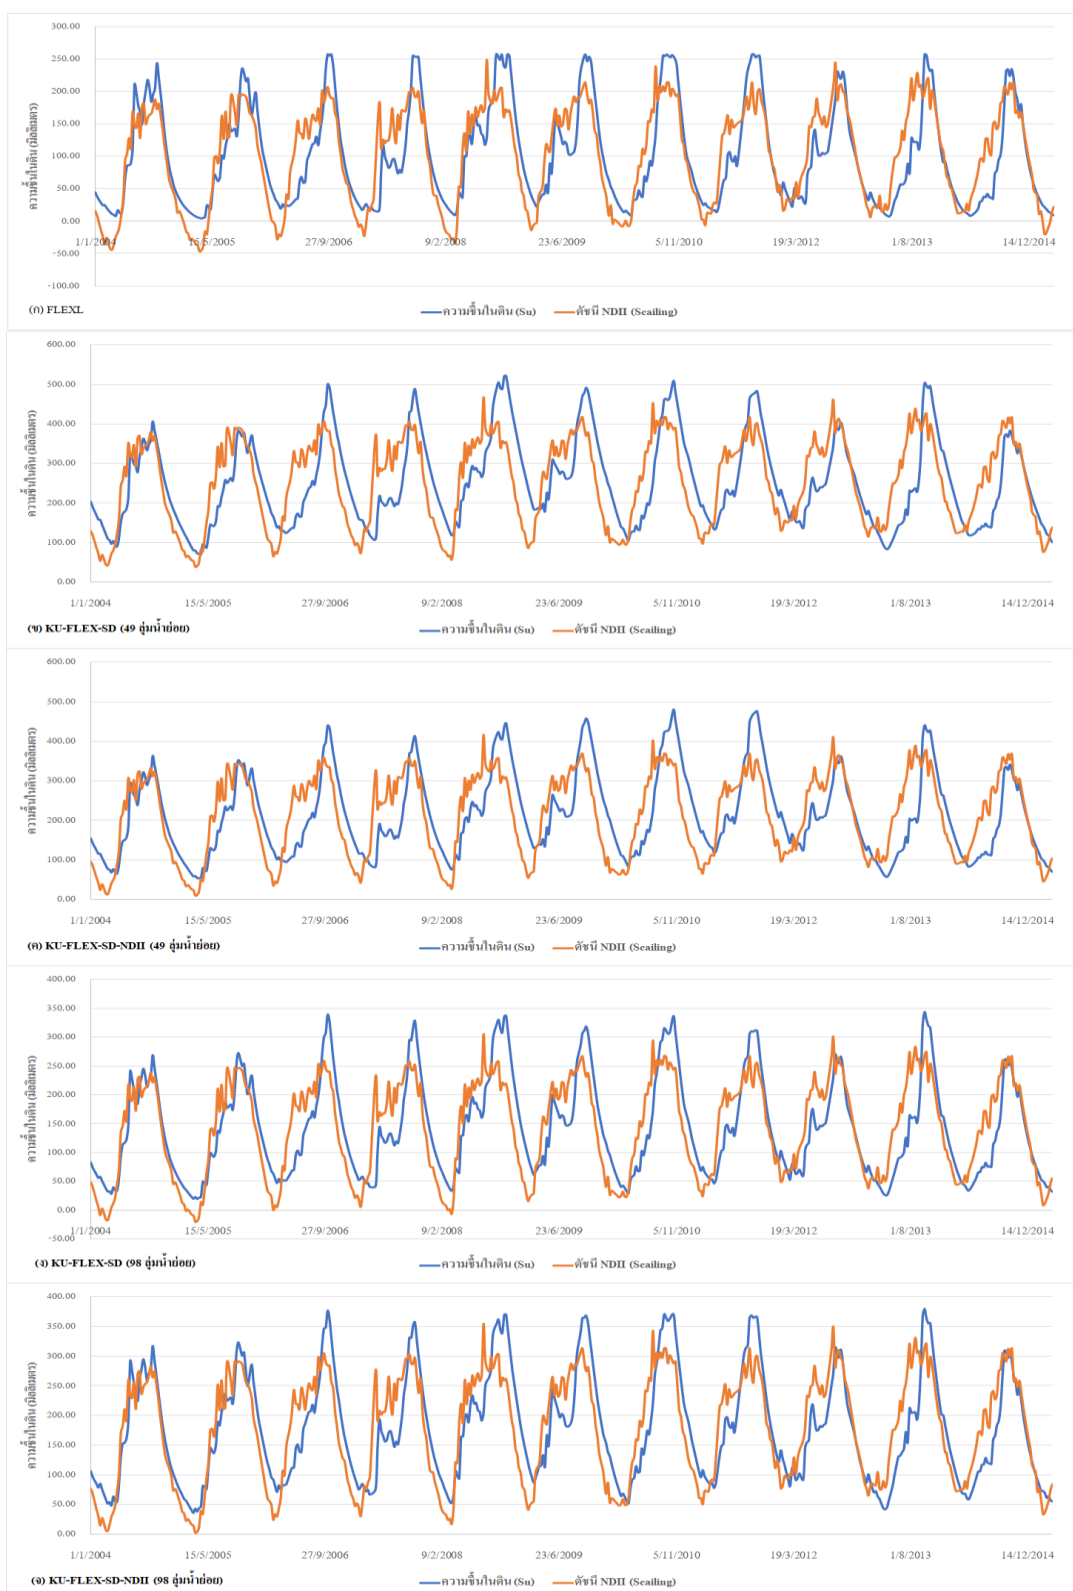 300.00
250.00
200.00
150.00
100.00
50.00
0.00
-50.00
-100.00
ความชื้นในดิน (มิลลิเมตร)
1/1/2004 15/5/2005 27/9/2006 9/2/2008 23/6/2009 5/11/2010 19/3/2012 1/8/2013 14/12/2014
(ก) FLEXL
ความชื้นในดิน (Su) ดัชนี NDII (Scailing)
600.00
500.00
400.00
300.00
200.00
100.00
0.00
ความชื้นในดิน (มิลลิเมตร)
1/1/2004 15/5/2005 27/9/2006 9/2/2008 23/6/2009 5/11/2010 19/3/2012 1/8/2013 14/12/2014
(ข) KU-FLEX-SD (49 ลุ่มน้ำย่อย)
ความชื้นในดิน (Su) ดัชนี NDII (Scailing)
600.00
500.00
400.00
300.00
200.00
100.00
0.00
ความชื้นในดิน (มิลลิเมตร)
1/1/2004 15/5/2005 27/9/2006 9/2/2008 23/6/2009 5/11/2010 19/3/2012 1/8/2013 14/12/2014
(ค) KU-FLEX-SD-NDII (49 ลุ่มน้ำย่อย)
ความชื้นในดิน (Su) ดัชนี NDII (Scailing)
400.00
350.00
300.00
250.00
200.00
150.00
100.00
50.00
0.00
-50.00
ความชื้นในดิน (มิลลิเมตร)
1/1/2004 15/5/2005 27/9/2006 9/2/2008 23/6/2009 5/11/2010 19/3/2012 1/8/2013 14/12/2014
(ง) KU-FLEX-SD (98 ลุ่มน้ำย่อย)
ความชื้นในดิน (Su) ดัชนี NDII (Scailing)
400.00
350.00
300.00
250.00
200.00
150.00
100.00
50.00
0.00
ความชื้นในดิน (มิลลิเมตร)
1/1/2004 15/5/2005 27/9/2006 9/2/2008 23/6/2009 5/11/2010 19/3/2012 1/8/2013 14/12/2014
(จ) KU-FLEX-SD-NDII (98 ลุ่มน้ำย่อย)
ความชื้นในดิน (Su) ดัชนี NDII (Scailing)